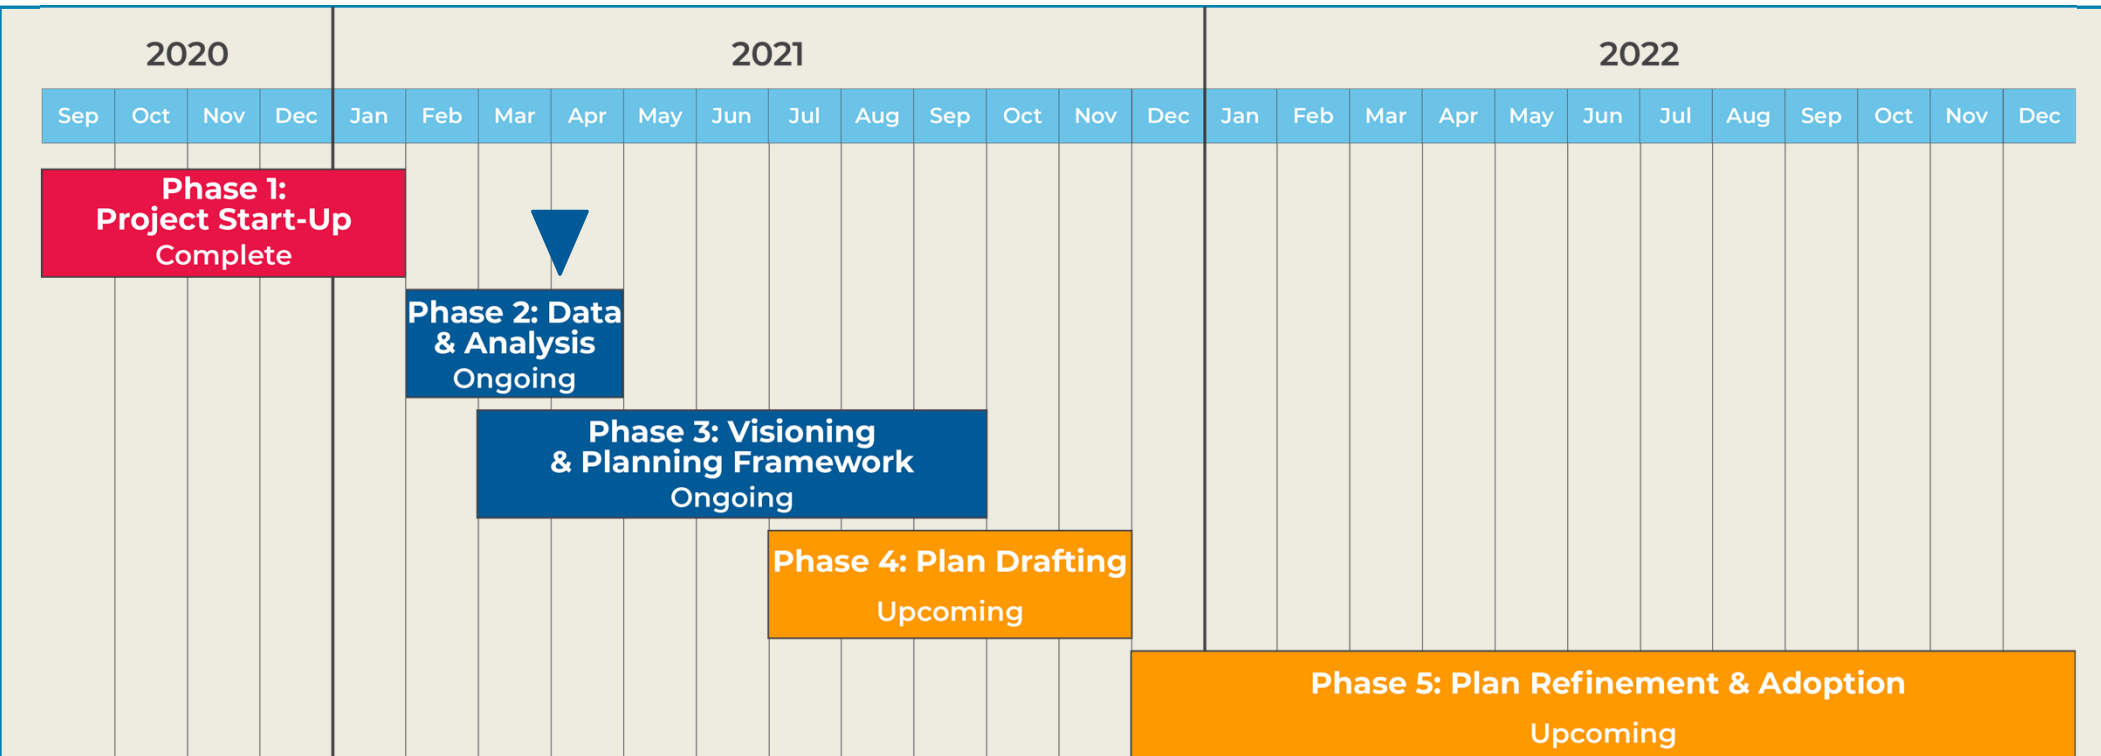 2020 2021 2022
Sep Oct Nov Dec Jan Feb Mar Apr May Jun Jul Aug Sep Oct Nov Dec Jan Feb Mar Apr May Jun Jul Aug Sep Oct Nov Dec
Phase 1:
Project Start-Up
Complete
Phase 2: Data
& Analysis
Ongoing
Phase 3: Visioning
& Planning Framework
Ongoing
Phase 4: Plan Drafting
Upcoming
Phase 5: Plan Refinement & Adoption
Upcoming